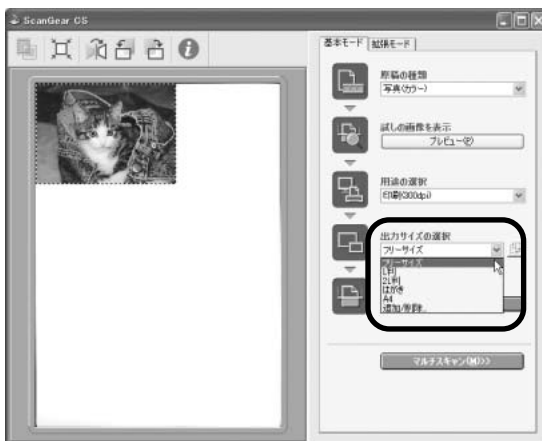 ScanGear CS
基本モード
拡張モード
原稿の種類
写真(カラー)
試しの画像を表示
プレビュー(P)
用途の選択
印刷(300dpi)
出力サイズの選択
フリーサイズ
フリーサイズ
L判
2L判
はがき
A4
追加/削除...
マルチスキャン(M)>>